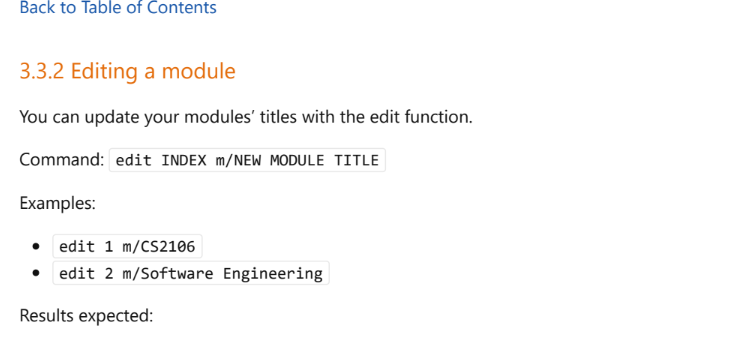 Back to Table of Contents
3.3.2 Editing a module
You can update your modules’ titles with the edit function.
Command: edit INDEX m/NEW MODULE TITLE
Examples:
• edit 1 m/CS2106
• edit 2 m/Software Engineering
Results expected: